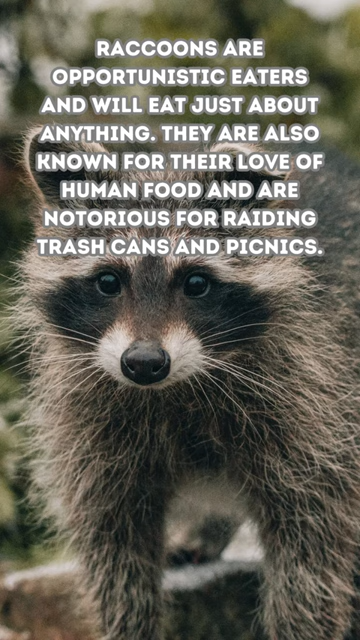 RACCOONS ARE
OPPORTUNISTIC EATERS
AND WILL EAT JUST ABOUT
ANYTHING. THEY ARE ALSO
KNOWN FOR THEIR LOVE OF
HUMAN FOOD AND ARE
NOTORIOUS FOR RAIDING
TRASH CANS AND PICNICS.